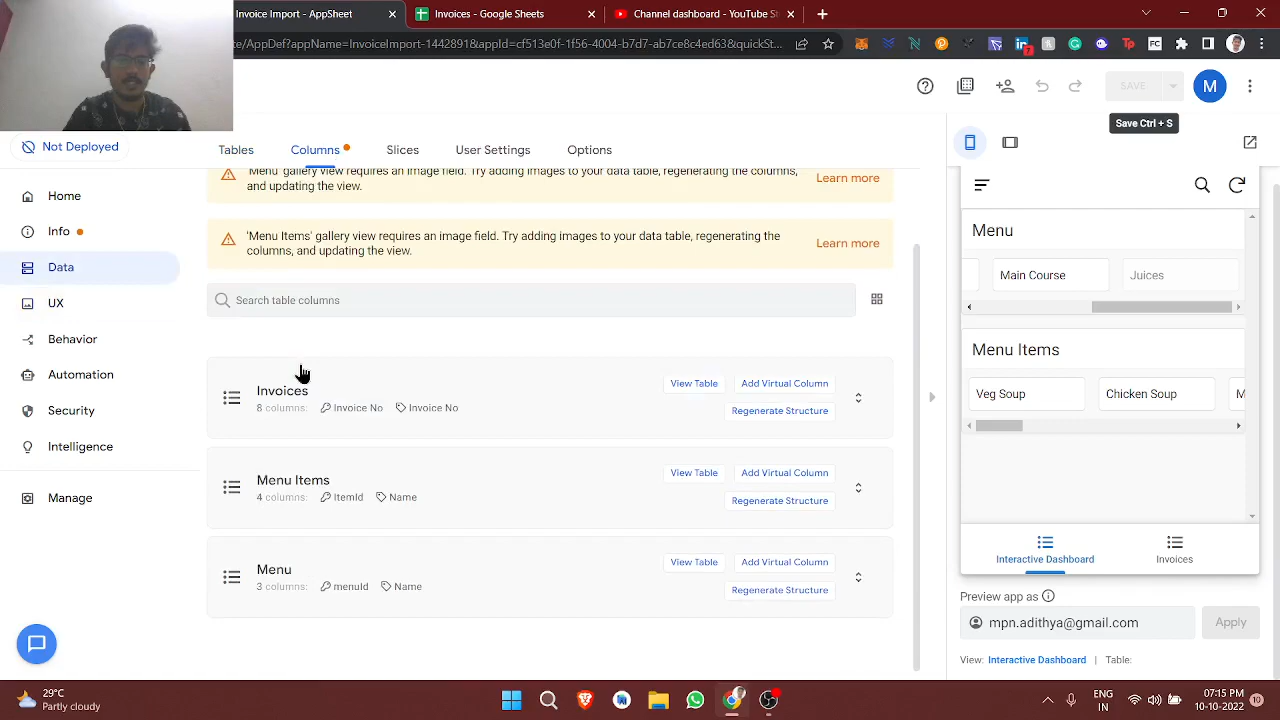 Invoice Import - AppSheet
Invoices - Google Sheets
Channel dashboard - YouTube St
te/AppDef?appName=InvoiceImport-1442891&appId=cf513e0f-1f56-4004-b7d7-ab7ce8c4ed63&quickS...
SAVE
M
Save Ctrl + S
Not Deployed
Tables
Columns
Slices
User Settings
Options
Home
Info
Data
UX
Behavior
Automation
Security
Intelligence
Manage
'Menu' gallery view requires an image field. Try adding images to your data table, regenerating the columns,
and updating the view.
Learn more
'Menu Items' gallery view requires an image field. Try adding images to your data table, regenerating the
columns, and updating the view.
Learn more
Search table columns
Invoices
8 columns: Invoice No Invoice No
View Table Add Virtual Column
Regenerate Structure
Menu Items
4 columns: ItemId Name
View Table Add Virtual Column
Regenerate Structure
Menu
3 columns: menuId Name
View Table Add Virtual Column
Regenerate Structure
Menu
Main Course
Juices
Menu Items
Veg Soup
Chicken Soup
M
Interactive Dashboard
Invoices
Preview app as
mpn.adithya@gmail.com
Apply
View: Interactive Dashboard | Table:
29°C
Partly cloudy
ENG
IN
07:15 PM
10-10-2022